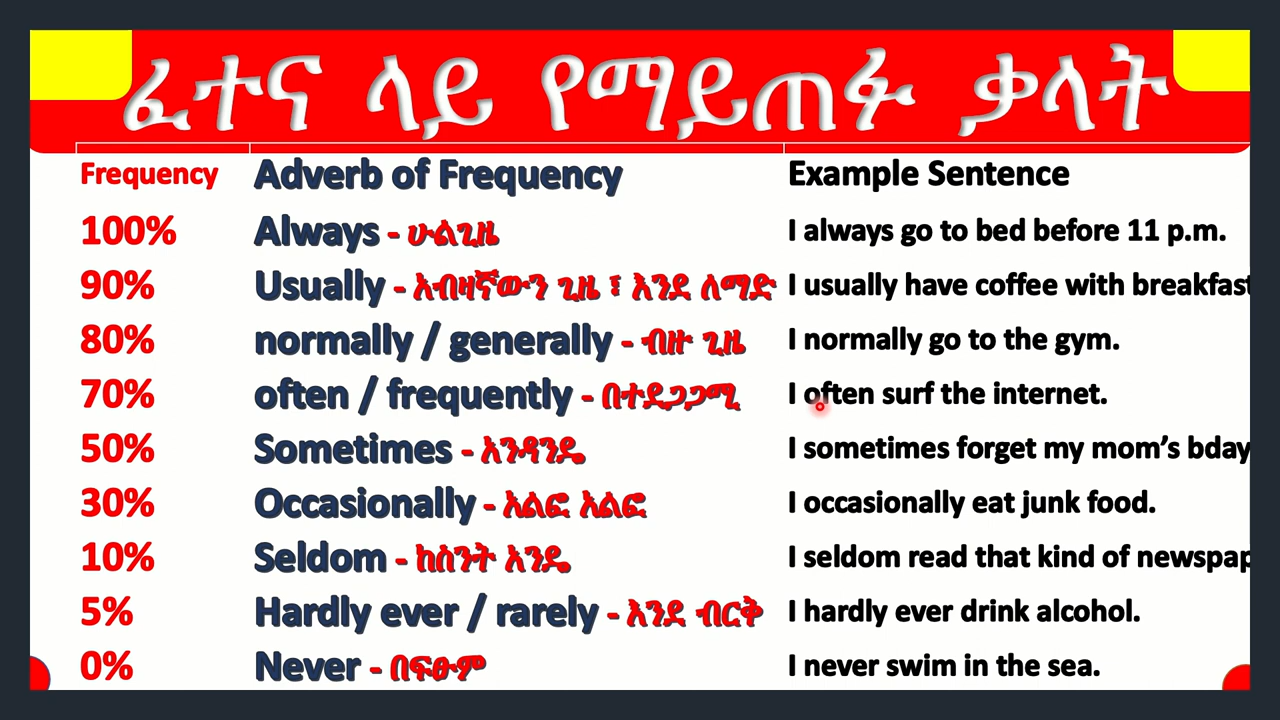 ፈተና ላይ የማይጠፉ ቃላት
Frequency Adverb of Frequency Example Sentence
100% Always - ሁልጊዜ I always go to bed before 11 p.m.
90% Usually - አብዛኛውን ጊዜ ፣ እንደ ለማድ I usually have coffee with breakfast
80% normally / generally - ብዙ ጊዜ I normally go to the gym.
70% often / frequently - በተደጋጋሚ I often surf the internet.
50% Sometimes - አንዳንዴ I sometimes forget my mom’s bday
30% Occasionally - አልፎ አልፎ I occasionally eat junk food.
10% Seldom - ከስንት አንዴ I seldom read that kind of newspap
5% Hardly ever / rarely - እንደ ብርቅ I hardly ever drink alcohol.
0% Never - በፍፁም I never swim in the sea.